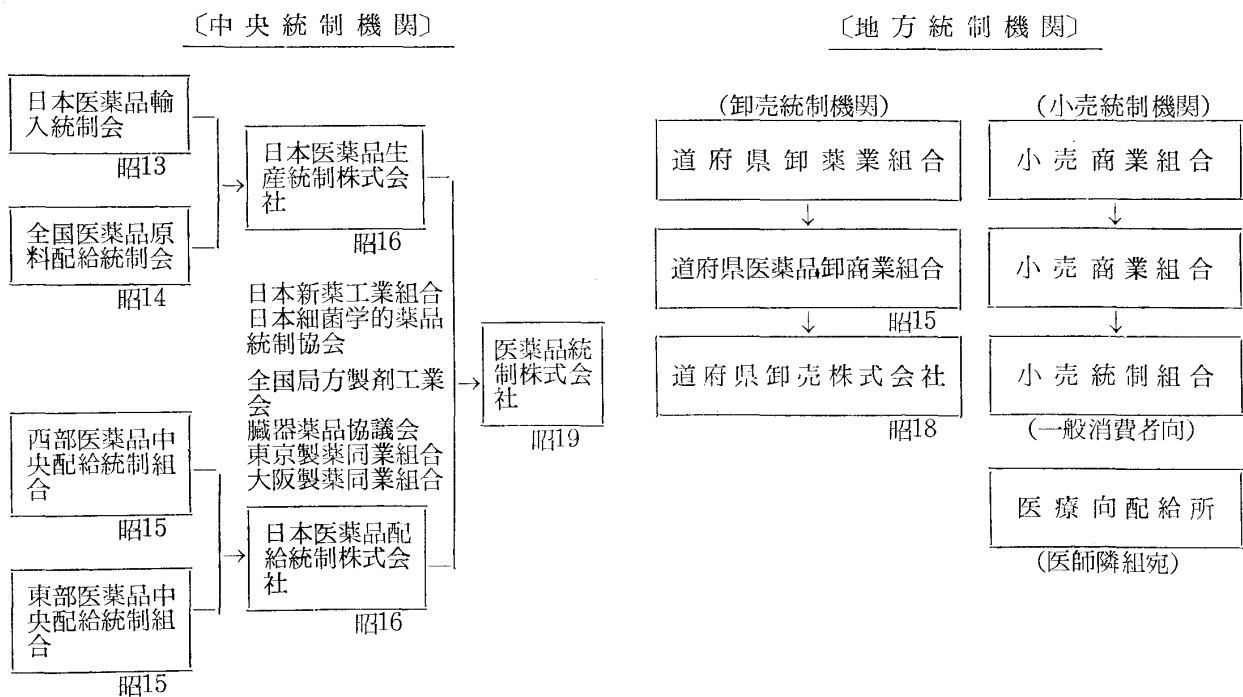 〔中央統制機関〕
日本医薬品輸
入統制会
昭13
全国医薬品原
料配給統制会
昭14
西部医薬品中
央配給統制組
合
昭15
東部医薬品中
央配給統制組
合
昭15
日本医薬品生
産統制株式会
社
昭16
日本新薬工業組合
日本細菌学的薬品
統制協会
全国局方製剤工業
会
臓器薬品協議会
東京製薬同業組合
大阪製薬同業組合
日本医薬品配
給統制株式会
社
昭16
医薬品統
制株式会
社
昭19
〔地方統制機関〕
(卸売統制機関)
道府県卸薬業組合
↓
道府県医薬品卸商業組合
昭15
↓
道府県卸売株式会社
昭18
(小売統制機関)
小売商業組合
↓
小売商業組合
↓
小売統制組合
(一般消費者向)
医療向配給所
(医師隣組宛)